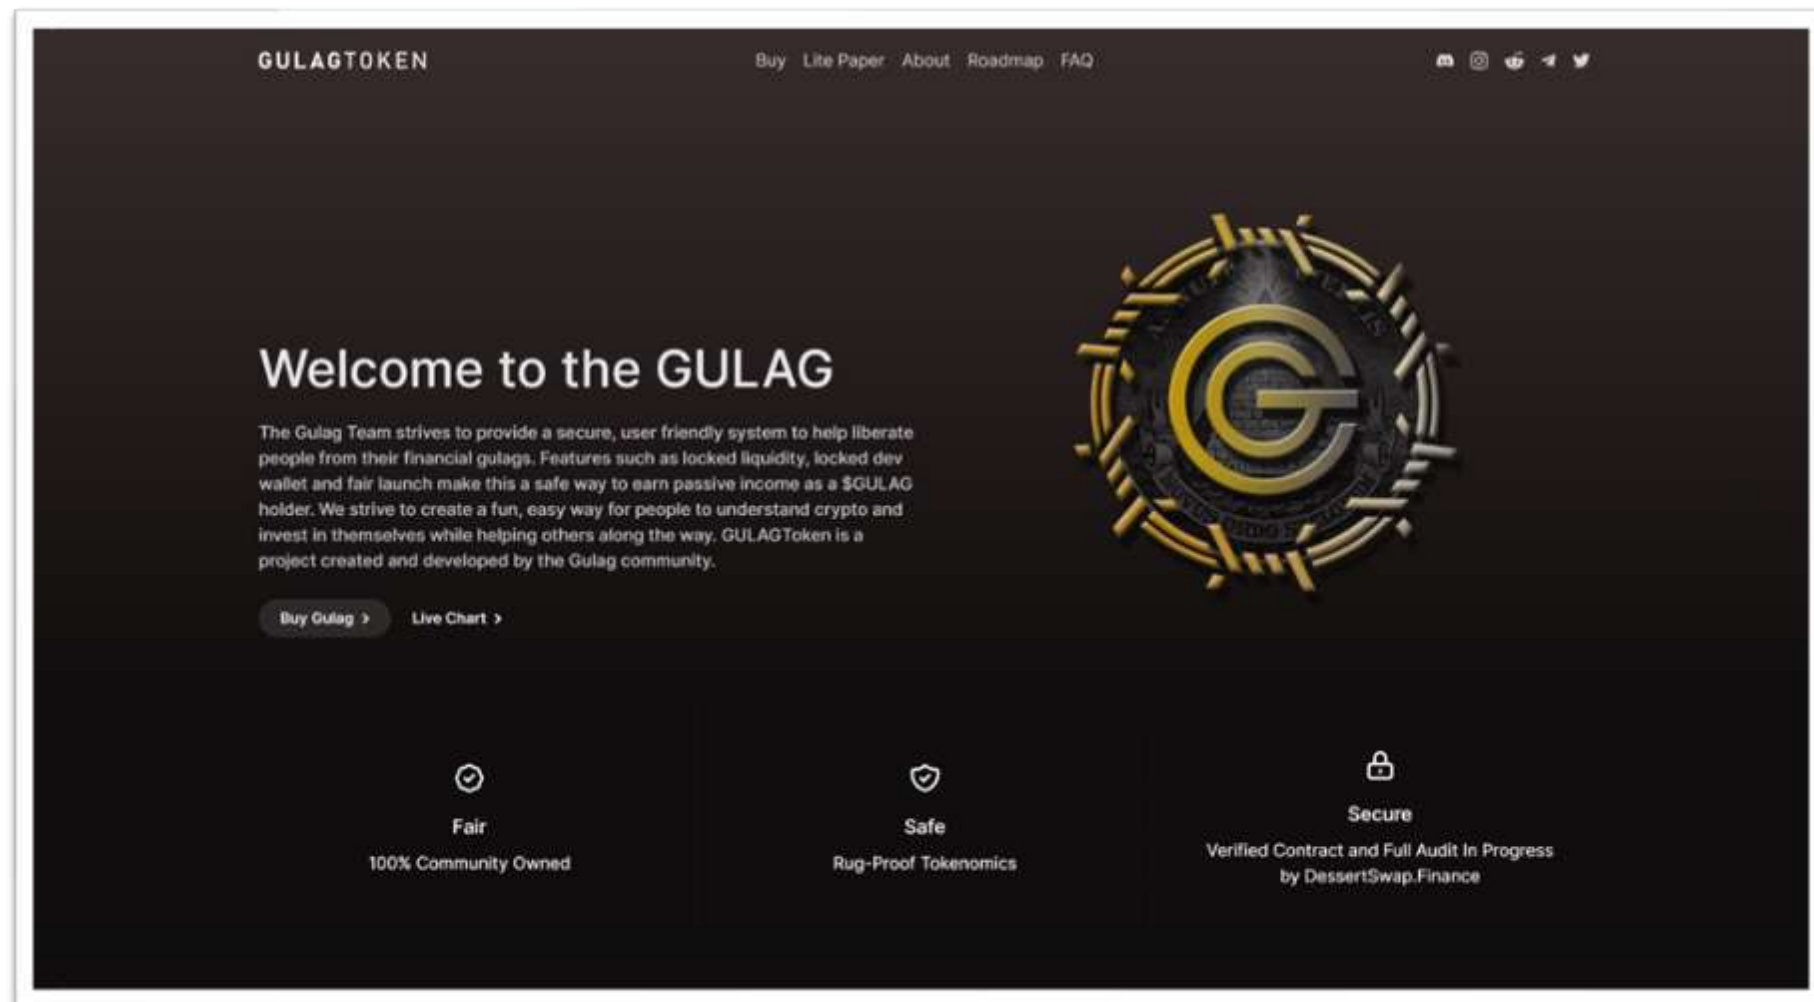 GULAGTOKEN
Buy Lite Paper About Roadmap FAQ
Welcome to the GULAG
The Gulag Team strives to provide a secure, user friendly system to help liberate
people from their financial gulags. Features such as locked liquidity, locked dev
wallet and fair launch make this a safe way to earn passive income as a $GULAG
holder. We strive to create a fun, easy way for people to understand crypto and
invest in themselves while helping others along the way. GULAGToken is a
project created and developed by the Gulag community.
Buy Gulag >
Live Chart >
Fair
100% Community Owned
Safe
Rug-Proof Tokenomics
Secure
Verified Contract and Full Audit In Progress
by DessertSwap.Finance